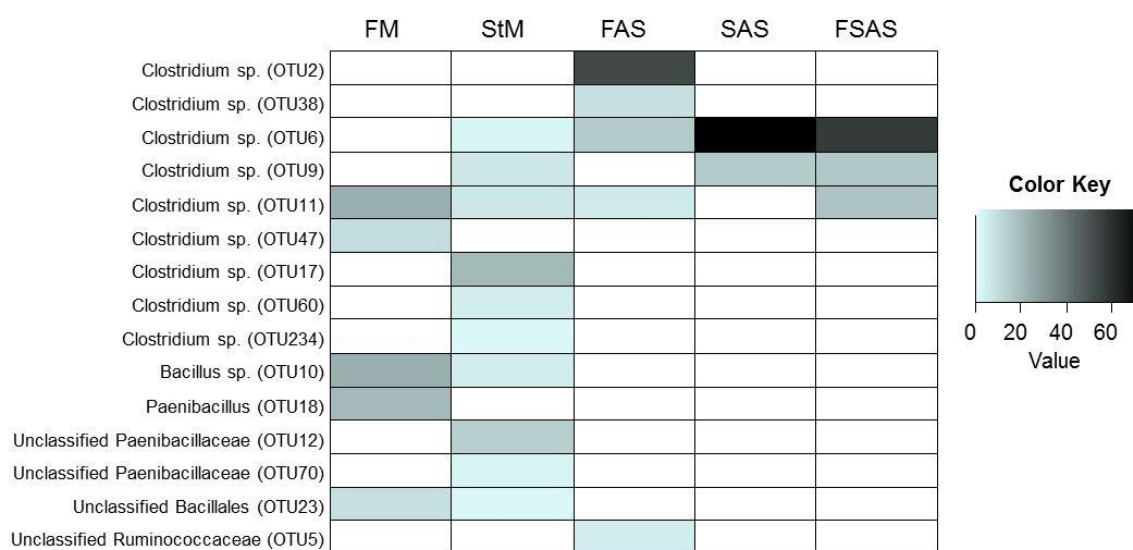 FM StM FAS SAS FSAS
Clostridium sp. (OTU2)
Clostridium sp. (OTU38)
Clostridium sp. (OTU6)
Clostridium sp. (OTU9)
Clostridium sp. (OTU11)
Clostridium sp. (OTU47)
Clostridium sp. (OTU17)
Clostridium sp. (OTU60)
Clostridium sp. (OTU234)
Bacillus sp. (OTU10)
Paenibacillus (OTU18)
Unclassified Paenibacillaceae (OTU12)
Unclassified Paenibacillaceae (OTU70)
Unclassified Bacillales (OTU23)
Unclassified Ruminococcaceae (OTU5)
Color Key
0 20 40 60
Value